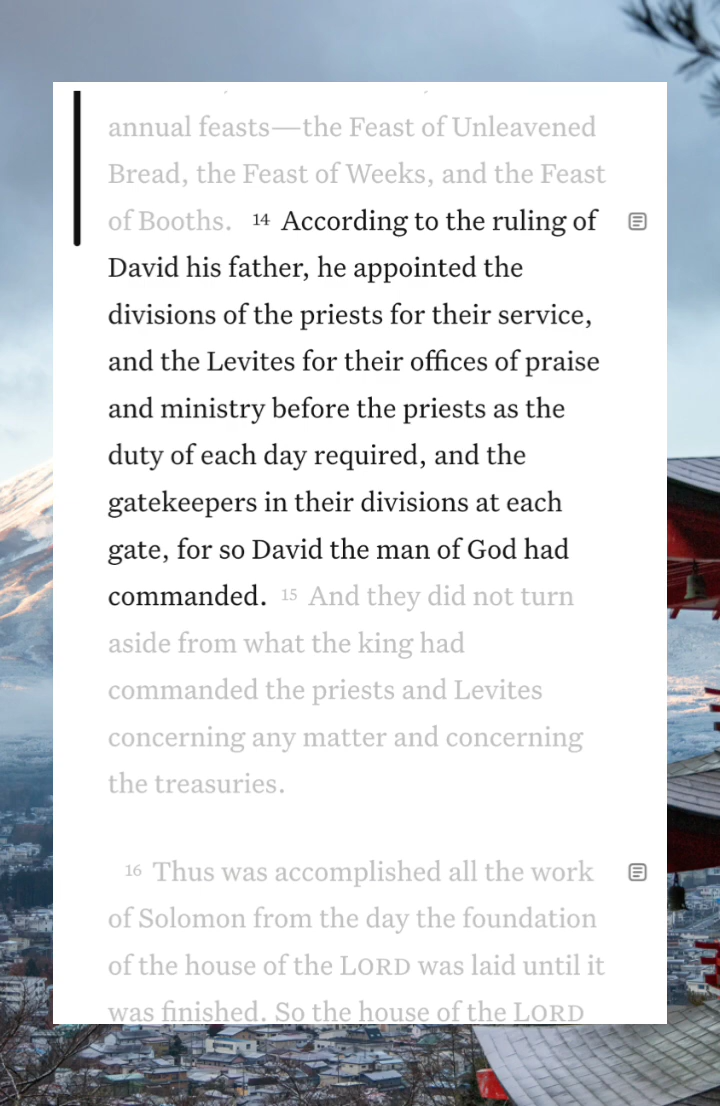 annual feasts—the Feast of Unleavened
Bread, the Feast of Weeks, and the Feast
of Booths. 14 According to the ruling of
David his father, he appointed the
divisions of the priests for their service,
and the Levites for their offices of praise
and ministry before the priests as the
duty of each day required, and the
gatekeepers in their divisions at each
gate, for so David the man of God had
commanded. 15 And they did not turn
aside from what the king had
commanded the priests and Levites
concerning any matter and concerning
the treasuries.
16 Thus was accomplished all the work
of Solomon from the day the foundation
of the house of the LORD was laid until it
was finished. So the house of the LORD